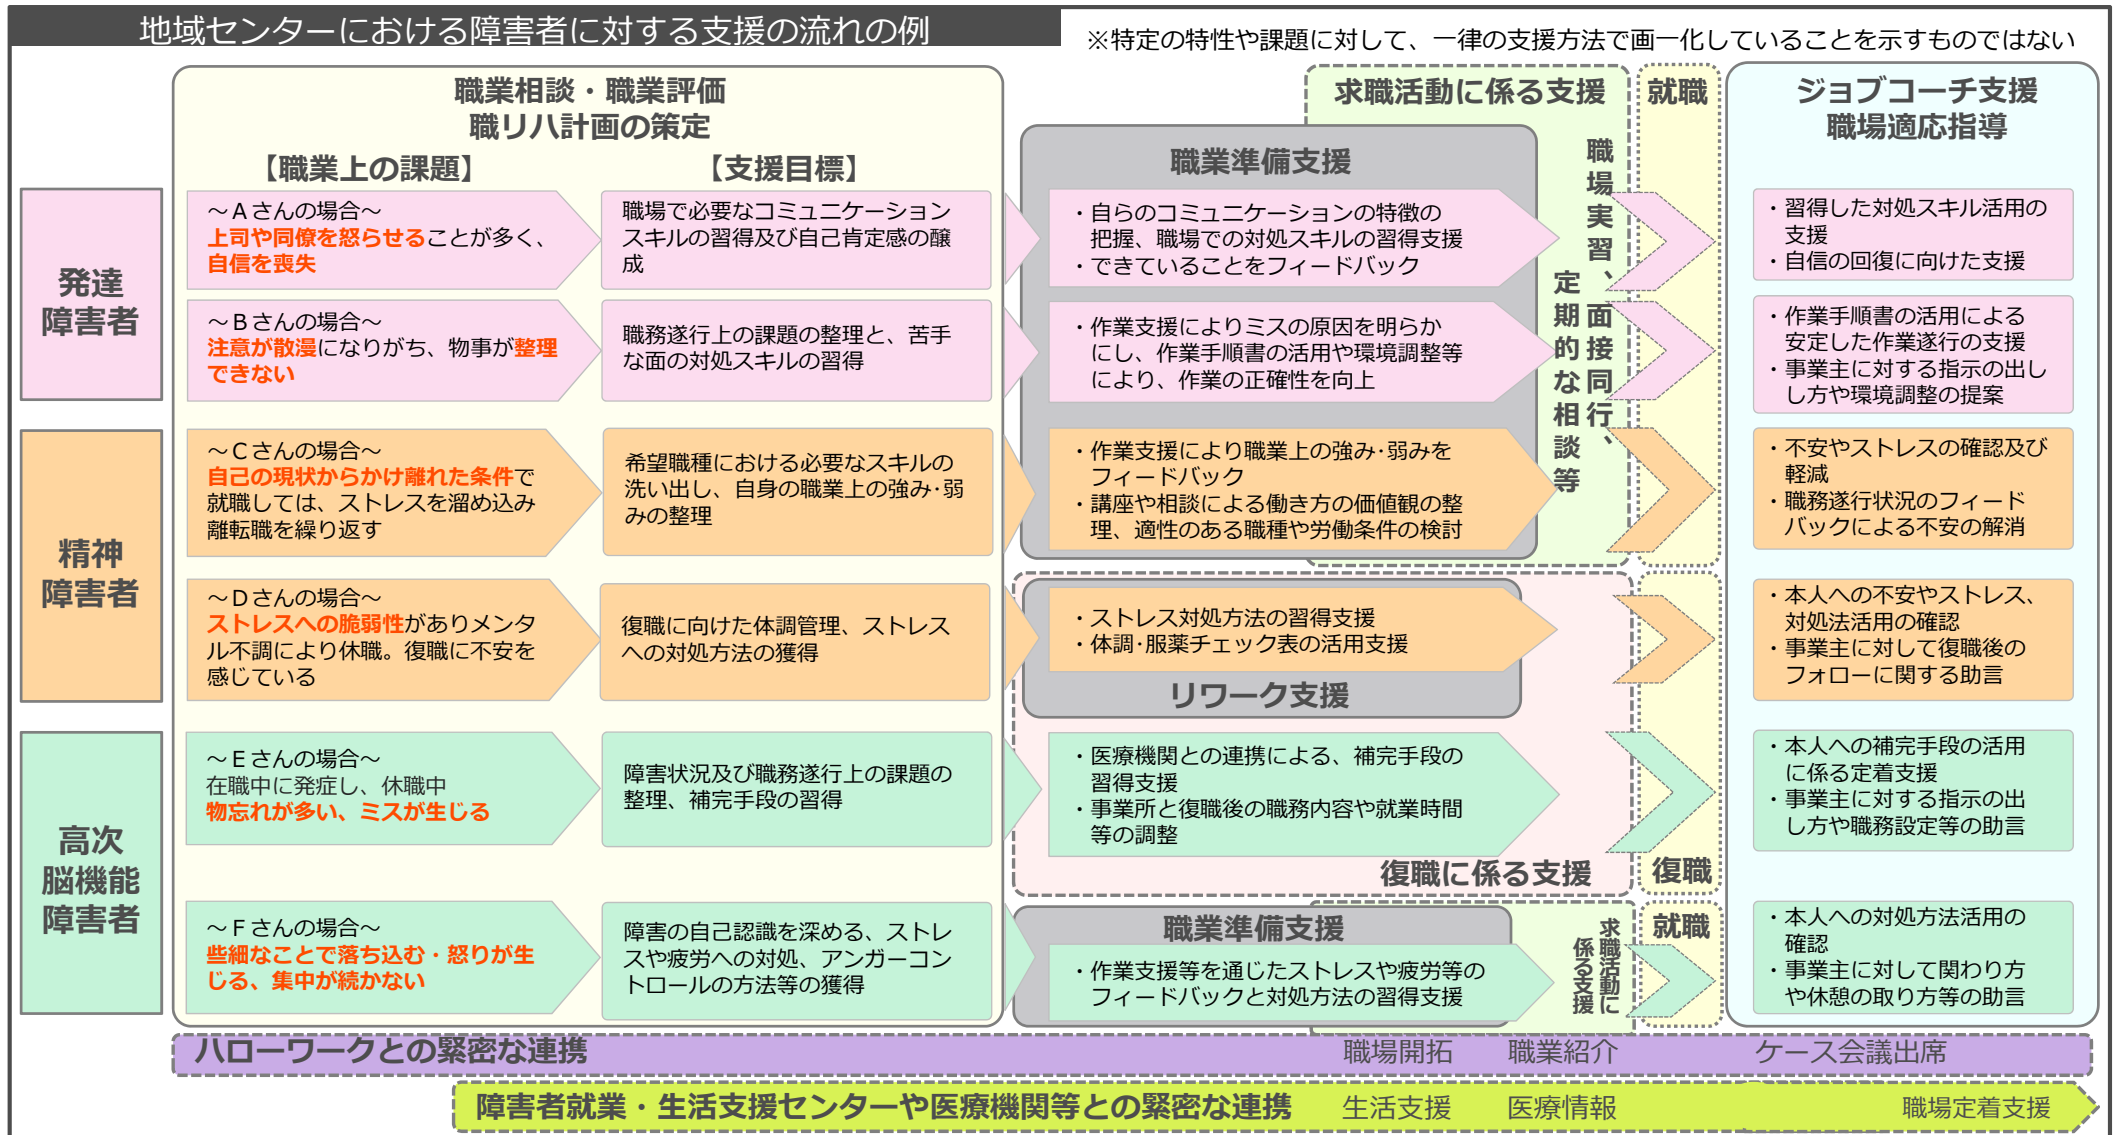 地域センターにおける障害者に対する支援の流れの例
※特定の特性や課題に対して、一律の支援方法で画一化していることを示すものではない
職業相談・職業評価
職リハ計画の策定
【職業上の課題】
【支援目標】
求職活動に係る支援
就職
ジョブコーチ支援
職場適応指導
職業準備支援
職場実習、面接同行、
定期的な相談等
発達
障害者
～Aさんの場合～
上司や同僚を怒らせることが多く、
自信を喪失
職場で必要なコミュニケーション
スキルの習得及び自己肯定感の醸
成
・自らのコミュニケーションの特徴の
把握、職場での対処スキルの習得支援
・できていることをフィードバック
・習得した対処スキル活用の
支援
・自信の回復に向けた支援
～Bさんの場合～
注意が散漫になりがち、物事が整理
できない
職務遂行上の課題の整理と、苦手
な面の対処スキルの習得
・作業支援によりミスの原因を明らか
にし、作業手順書の活用や環境調整等
により、作業の正確性を向上
・作業手順書の活用による
安定した作業遂行の支援
・事業主に対する指示の出し
し方や環境調整の提案
精神
障害者
～Cさんの場合～
自己の現状からかけ離れた条件で
就職しては、ストレスを溜め込み
離転職を繰り返す
希望職種における必要なスキルの
洗い出し、自身の職業上の強み･弱
みの整理
・作業支援により職業上の強み･弱みを
フィードバック
・講座や相談による働き方の価値観の整
理、適性のある職種や労働条件の検討
・不安やストレスの確認及び
軽減
・職務遂行状況のフィード
バックによる不安の解消
～Dさんの場合～
ストレスへの脆弱性がありメンタ
ル不調により休職。復職に不安を
感じている
復職に向けた体調管理、ストレス
への対処方法の獲得
・ストレス対処方法の習得支援
・体調･服薬チェック表の活用支援
リワーク支援
・本人への不安やストレス、
対処法活用の確認
・事業主に対して復職後の
フォローに関する助言
高次
脳機能
障害者
～Eさんの場合～
在職中に発症し、休職中
物忘れが多い、ミスが生じる
障害状況及び職務遂行上の課題の
整理、補完手段の習得
・医療機関との連携による、補完手段の
習得支援
・事業所と復職後の職務内容や就業時間
等の調整
復職に係る支援
復職
・本人への補完手段の活用
に係る定着支援
・事業主に対する指示の出
し方や職務設定等の助言
～Fさんの場合～
些細なことで落ち込む・怒りが生
じる、集中が続かない
障害の自己認識を深める、ストレ
スや疲労への対処、アンガーコン
トロールの方法等の獲得
職業準備支援
・作業支援等を通じたストレスや疲労等の
フィードバックと対処方法の習得支援
求職活動に
係る支援
就職
・本人への対処方法活用の
確認
・事業主に対して関わり方
や休憩の取り方等の助言
ハローワークとの緊密な連携 職場開拓 職業紹介 ケース会議出席
障害者就業・生活支援センターや医療機関等との緊密な連携 生活支援 医療情報 職場定着支援